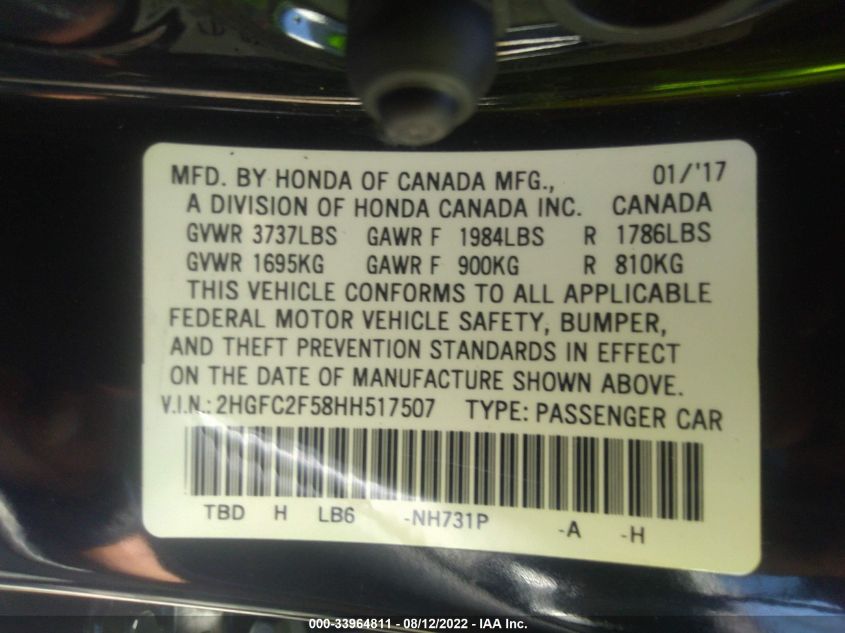 MFD. BY HONDA OF CANADA MFG., 01/'17
A DIVISION OF HONDA CANADA INC. CANADA
GVWR 3737LBS GAWR F 1984LBS R 1786LBS
GVWR 1695KG GAWR F 900KG R 810KG
THIS VEHICLE CONFORMS TO ALL APPLICABLE
FEDERAL MOTOR VEHICLE SAFETY, BUMPER,
AND THEFT PREVENTION STANDARDS IN EFFECT
ON THE DATE OF MANUFACTURE SHOWN ABOVE.
V.I.N.: 2HGFC2F58HH517507 TYPE: PASSENGER CAR
TBD H LB6 -NH731P -A -H
000-33964811 - 08/12/2022 - IAA Inc.